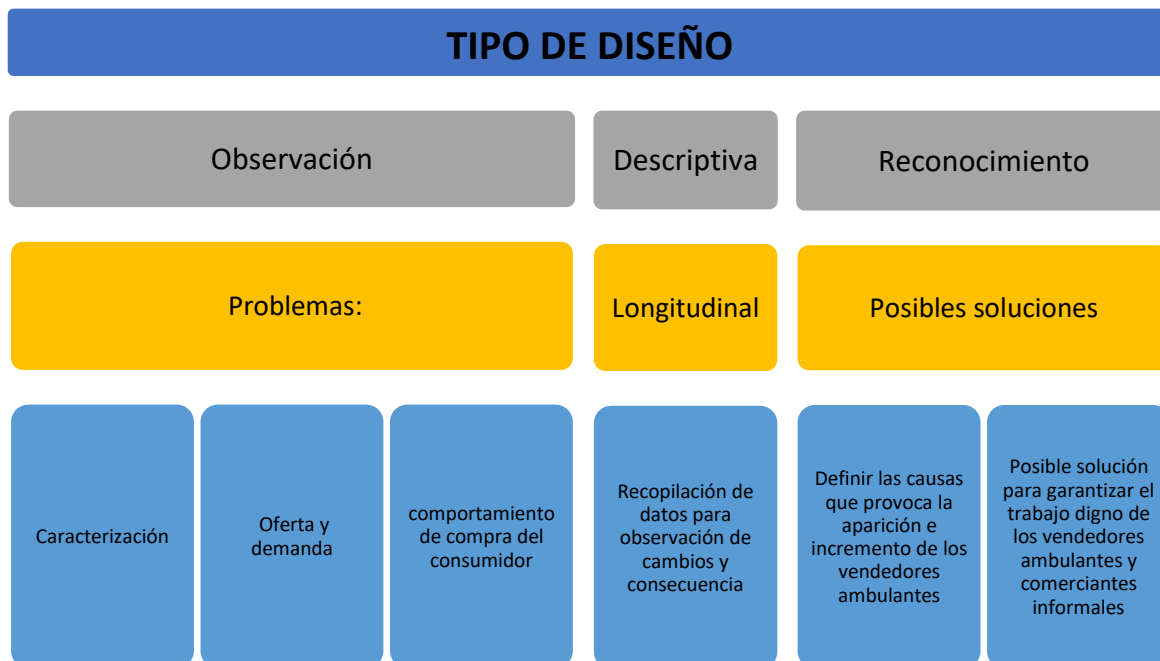 TIPO DE DISEÑO
Observación
Descriptiva
Reconocimiento
Problemas:
Longitudinal
Posibles soluciones
Caracterización
Oferta y
demanda
comportamiento
de compra del
consumidor
Recopilación de
datos para
observación de
cambios y
consecuencia
Definir las causas
que provoca la
aparición e
incremento de los
vendedores
ambulantes
Posible solución
para garantizar el
trabajo digno de
los vendedores
ambulantes y
comerciantes
informales